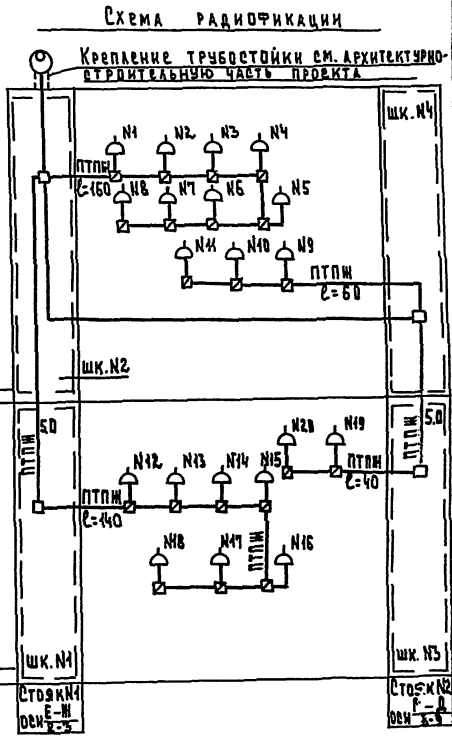 Схема радиофикации
Крепление трубостойки см. архитектурно-
строительную часть проекта
шк. N4
N1 N2 N3 N4
ПТПЖ
ℓ=160
N8 N7 N6 N5
N11 N10 N9
ПТПЖ
ℓ=60
шк. N2
5.0
ПТПЖ
N20 N19
5.0
ПТПЖ
N12 N13 N14 N15
ПТПЖ
ℓ=40
ПТПЖ
ℓ=140
N18 N17 N16
ПТПЖ
шк. N1
шк. N3
Стояк N1
оси Е-Ж
Стояк N2
оси